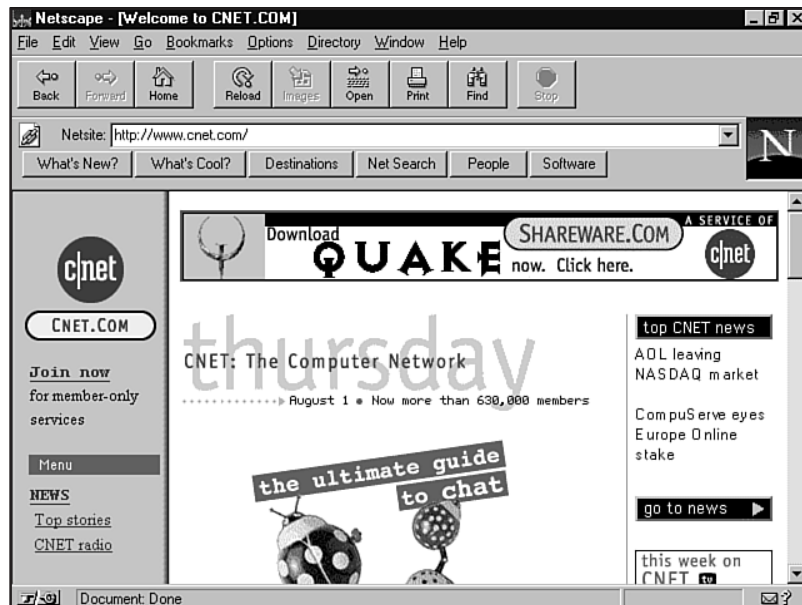 Netscape - [Welcome to CNET.COM]
File Edit View Go Bookmarks Options Directory Window Help
Back Forward Home Reload Images Open Print Find Stop
Netsite: http://www.cnet.com/
N
What's New? What's Cool? Destinations Net Search People Software
A SERVICE OF
Download QUAKE now. Click here.
SHAREWARE.COM
c|net
c|net
CNET.COM
Join now
for member-only
services
Menu
NEWS
Top stories
CNET radio
thursday
CNET: The Computer Network
August 1 • Now more than 630,000 members
the ultimate guide
to chat
top CNET news
AOL leaving
NASDAQ market
CompuServe eyes
Europe Online
stake
go to news
this week on
CNET tv
Document: Done
?